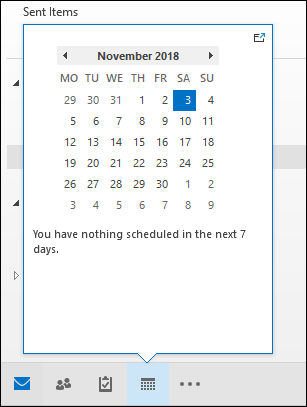 Sent Items
November 2018
MO TU WE TH FR SA SU
29 30 31 1 2 3 4
5 6 7 8 9 10 11
12 13 14 15 16 17 18
19 20 21 22 23 24 25
26 27 28 29 30 1 2
3 4 5 6 7 8 9
You have nothing scheduled in the next 7
days.